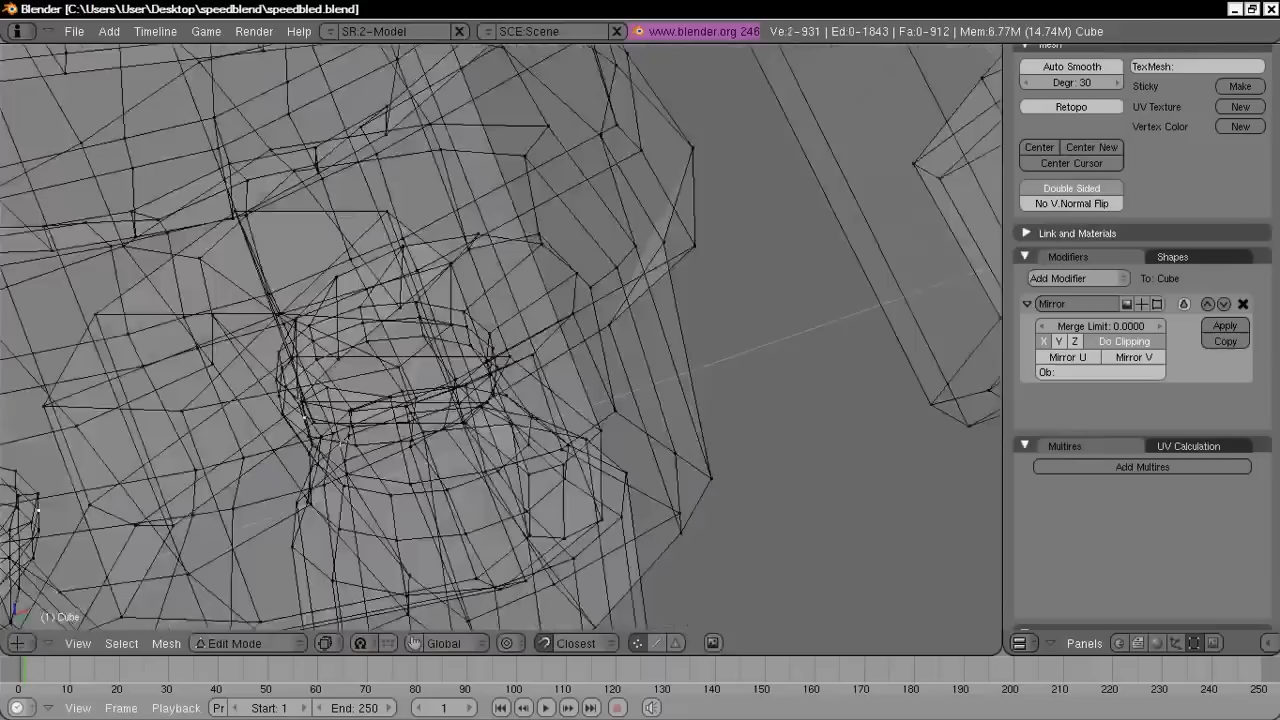 Blender [C:\Users\User\Desktop\speedblend\speedbled.blend]
File Add Timeline Game Render Help SR:2-Model SCE:Scene www.blender.org 246 Ve:2-931 | Ed:0-1843 | Fa:0-912 | Mem:6.77M (14.74M) Cube
Mesh
Auto Smooth TexMesh:
Degr: 30 Sticky Make
Retopo UV Texture New
Vertex Color New
Center Center New
Center Cursor
Double Sided
No V.Normal Flip
Link and Materials
Modifiers Shapes
Add Modifier To: Cube
Mirror
Merge Limit: 0.0000 Apply
X Y Z Do Clipping Copy
Mirror U Mirror V
Ob:
Multires UV Calculation
Add Multires
(1) Cube
View Select Mesh Edit Mode Global Closest Panels
0 10 20 30 40 50 60 70 80 90 100 110 120 130 140 150 160 170 180 190 200 210 220 230 240 250
View Frame Playback Pr Start: 1 End: 250 1